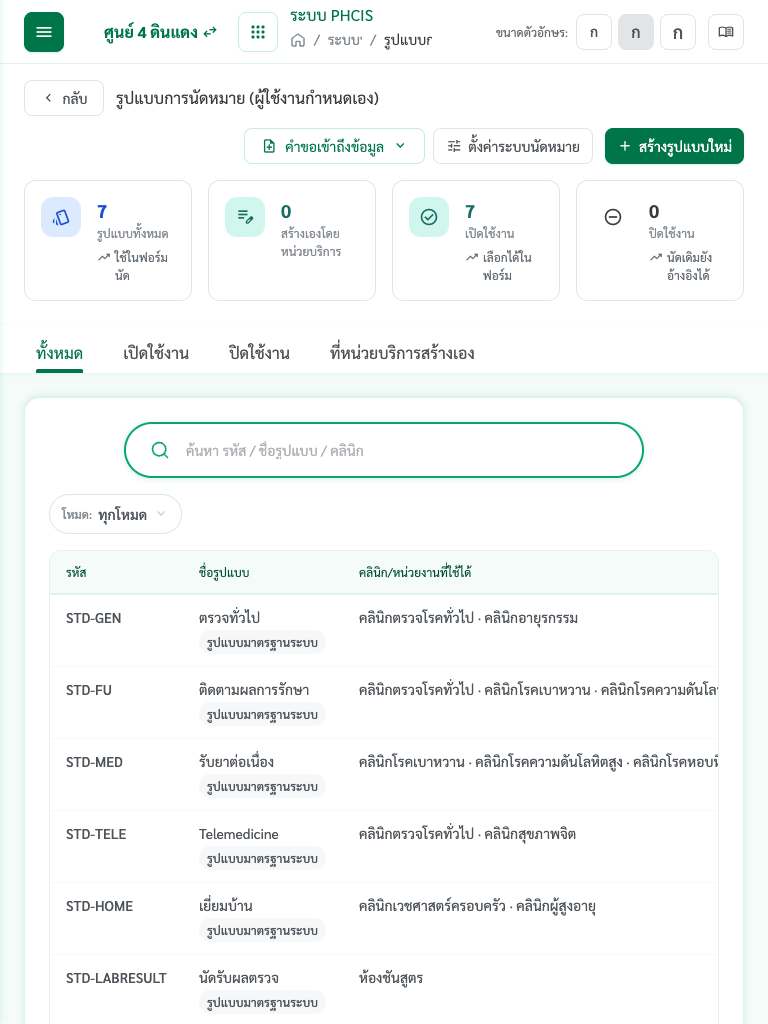 ศูนย์ 4 ดินแดง
ระบบ PHCIS
/ ระบบ / รูปแบบก
ขนาดตัวอักษร: ก ก ก
กลับ รูปแบบการนัดหมาย (ผู้ใช้งานกำหนดเอง)
คำขอเข้าถึงข้อมูล ตั้งค่าระบบนัดหมาย + สร้างรูปแบบใหม่
7
รูปแบบทั้งหมด
ใช้ในฟอร์ม
นัด
0
สร้างเองโดย
หน่วยบริการ
7
เปิดใช้งาน
เลือกได้ใน
ฟอร์ม
0
ปิดใช้งาน
นัดเดิมยัง
อ้างอิงได้
ทั้งหมด เปิดใช้งาน ปิดใช้งาน ที่หน่วยบริการสร้างเอง
ค้นหา รหัส / ชื่อรูปแบบ / คลินิก
โหมด: ทุกโหมด
รหัส ชื่อรูปแบบ คลินิก/หน่วยงานที่ใช้ได้
STD-GEN ตรวจทั่วไป คลินิกตรวจโรคทั่วไป · คลินิกอายุรกรรม
รูปแบบมาตรฐานระบบ
STD-FU ติดตามผลการรักษา คลินิกตรวจโรคทั่วไป · คลินิกโรคเบาหวาน · คลินิกโรคความดันโล
รูปแบบมาตรฐานระบบ
STD-MED รับยาต่อเนื่อง คลินิกโรคเบาหวาน · คลินิกโรคความดันโลหิตสูง · คลินิกโรคหอบหื
รูปแบบมาตรฐานระบบ
STD-TELE Telemedicine คลินิกตรวจโรคทั่วไป · คลินิกสุขภาพจิต
รูปแบบมาตรฐานระบบ
STD-HOME เยี่ยมบ้าน คลินิกเวชศาสตร์ครอบครัว · คลินิกผู้สูงอายุ
รูปแบบมาตรฐานระบบ
STD-LABRESULT นัดรับผลตรวจ ห้องชันสูตร
รูปแบบมาตรฐานระบบ